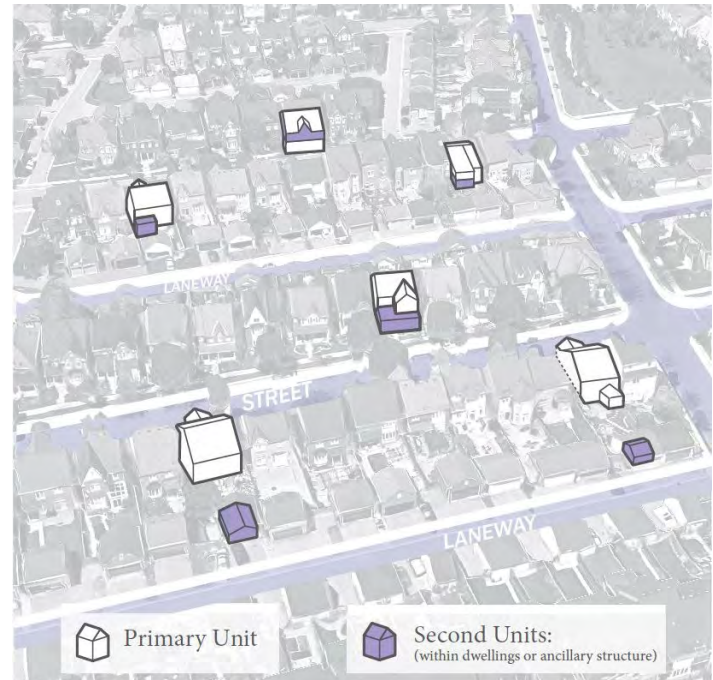 LANEWAY
STREET
LANEWAY
Primary Unit
Second Units:
(within dwellings or ancillary structure)